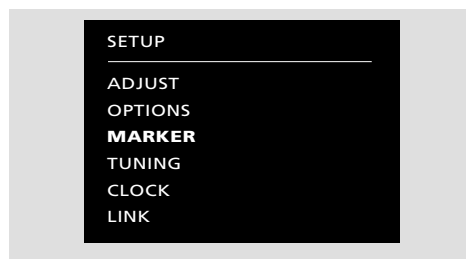 SETUP
ADJUST
OPTIONS
MARKER
TUNING
CLOCK
LINK